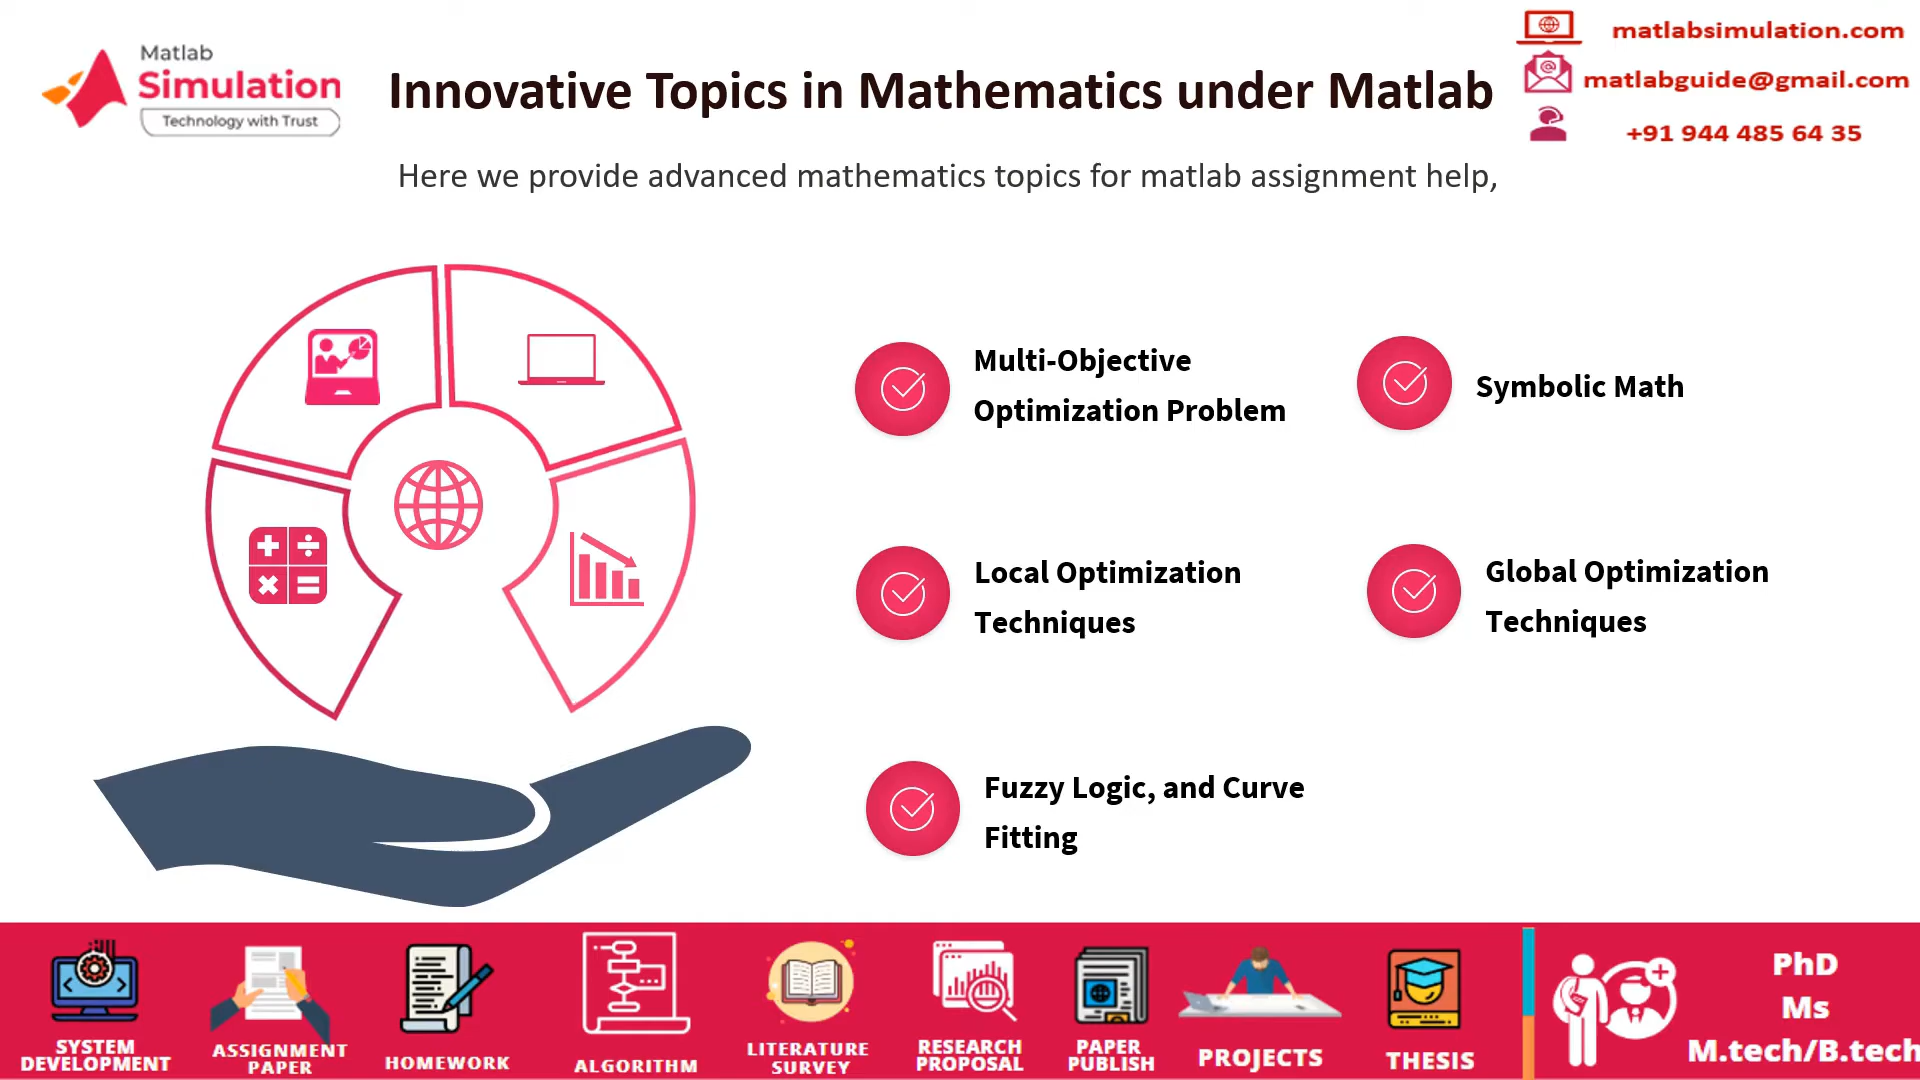 Matlab
Simulation
Technology with Trust
Innovative Topics in Mathematics under Matlab
matlabsimulation.com
matlabguide@gmail.com
+91 944 485 64 35
Here we provide advanced mathematics topics for matlab assignment help,
Multi-Objective
Optimization Problem
Symbolic Math
Local Optimization
Techniques
Global Optimization
Techniques
Fuzzy Logic, and Curve
Fitting
SYSTEM
DEVELOPMENT
ASSIGNMENT
PAPER
HOMEWORK
ALGORITHM
LITERATURE
SURVEY
RESEARCH
PROPOSAL
PAPER
PUBLISH
PROJECTS
THESIS
PhD
Ms
M.tech/B.tech